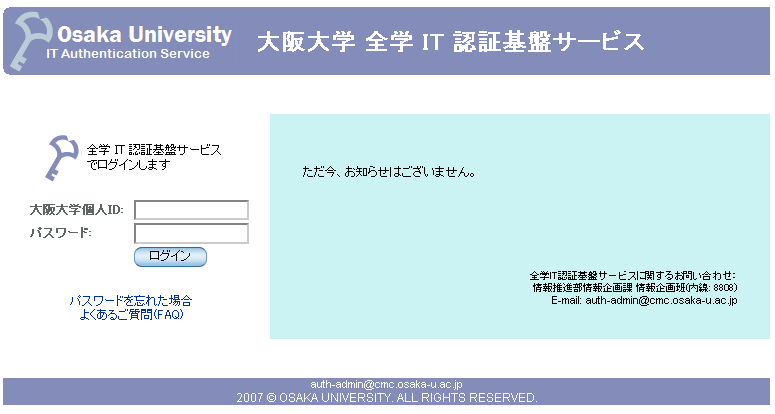 Osaka University
IT Authentication Service
大阪大学 全学 IT 認証基盤サービス
全学 IT 認証基盤サービス
でログインします
大阪大学個人ID:
パスワード:
ログイン
パスワードを忘れた場合
よくあるご質問(FAQ)
ただ今、お知らせはございません。
全学IT認証基盤サービスに関するお問い合わせ:
情報推進部情報企画課 情報企画班(内線: 8808)
E-mail: auth-admin@cmc.osaka-u.ac.jp
auth-admin@cmc.osaka-u.ac.jp
2007 © OSAKA UNIVERSITY. ALL RIGHTS RESERVED.